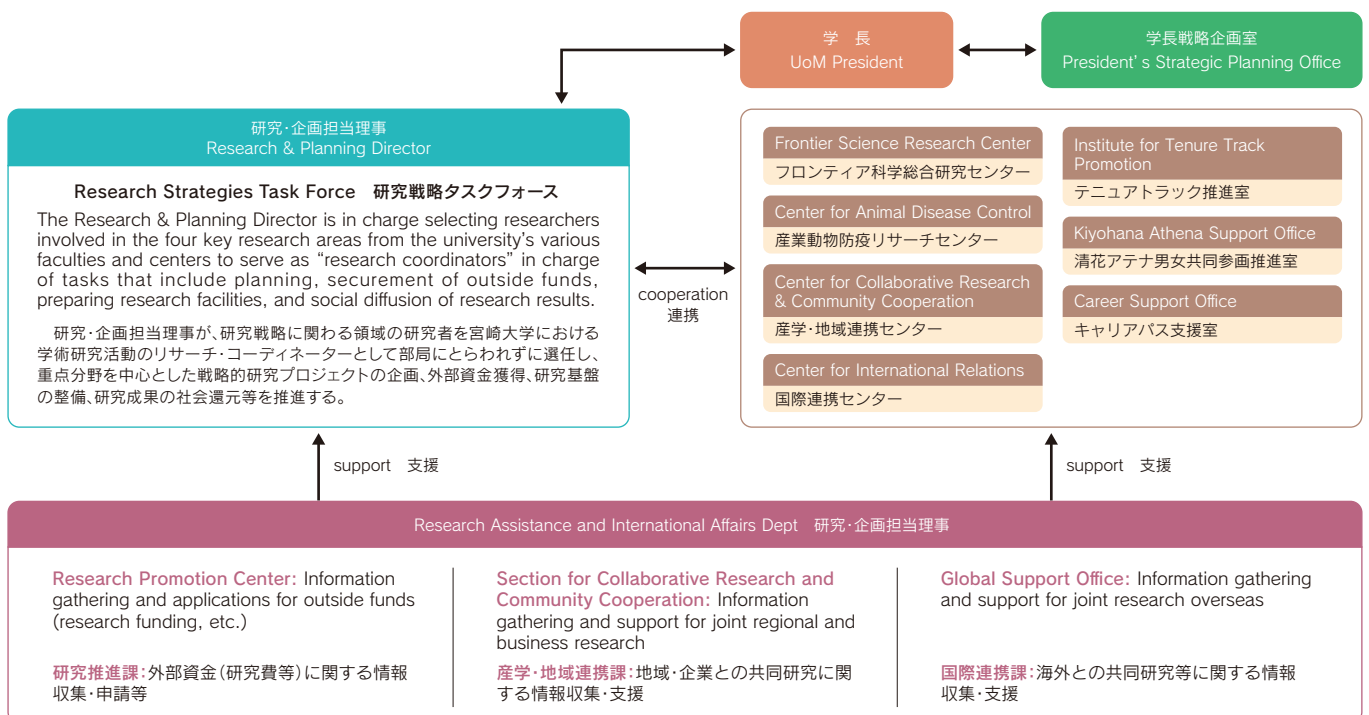 学　長
UoM President
学長戦略企画室
President’s Strategic Planning Office
研究・企画担当理事
Research & Planning Director
Research Strategies Task Force　研究戦略タスクフォース
The Research & Planning Director is in charge selecting researchers
involved in the four key research areas from the university’s various
faculties and centers to serve as “research coordinators” in charge
of tasks that include planning, securement of outside funds,
preparing research facilities, and social diffusion of research results.
研究・企画担当理事が、研究戦略に関わる領域の研究者を宮崎大学における
学術研究活動のリサーチ・コーディネーターとして部局にとらわれずに選任し、
重点分野を中心とした戦略的研究プロジェクトの企画、外部資金獲得、研究基盤
の整備、研究成果の社会還元等を推進する。
cooperation
連携
Frontier Science Research Center
フロンティア科学総合研究センター
Center for Animal Disease Control
産業動物防疫リサーチセンター
Center for Collaborative Research
& Community Cooperation
産学・地域連携センター
Center for International Relations
国際連携センター
Institute for Tenure Track
Promotion
テニュアトラック推進室
Kiyohana Athena Support Office
清花アテナ男女共同参画推進室
Career Support Office
キャリアパス支援室
support　支援
support　支援
Research Assistance and International Affairs Dept　研究・企画担当理事
Research Promotion Center: Information
gathering and applications for outside funds
(research funding, etc.)
研究推進課：外部資金（研究費等）に関する情報
収集・申請等
Section for Collaborative Research and
Community Cooperation: Information
gathering and support for joint regional and
business research
産学・地域連携課：地域・企業との共同研究に関
する情報収集・支援
Global Support Office: Information gathering
and support for joint research overseas
国際連携課：海外との共同研究等に関する情報
収集・支援